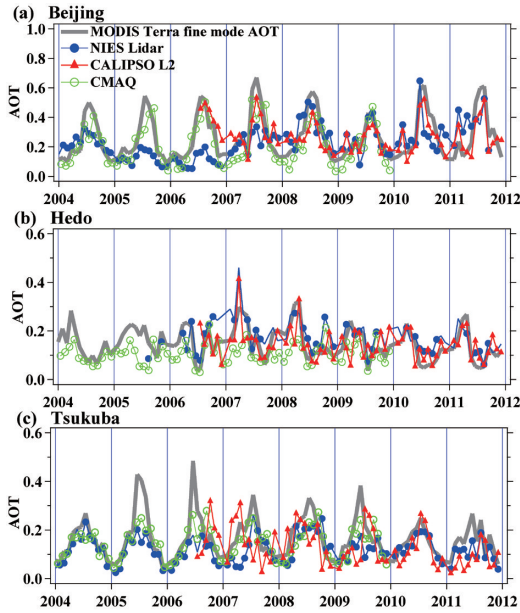 (a) Beijing
MODIS Terra fine mode AOT
NIES Lidar
CALIPSO L2
CMAQ
AOT
1.0
0.8
0.6
0.4
0.2
0.0
2004 2005 2006 2007 2008 2009 2010 2011 2012
(b) Hedo
AOT
0.6
0.4
0.2
0.0
2004 2005 2006 2007 2008 2009 2010 2011 2012
(c) Tsukuba
AOT
0.6
0.4
0.2
0.0
2004 2005 2006 2007 2008 2009 2010 2011 2012